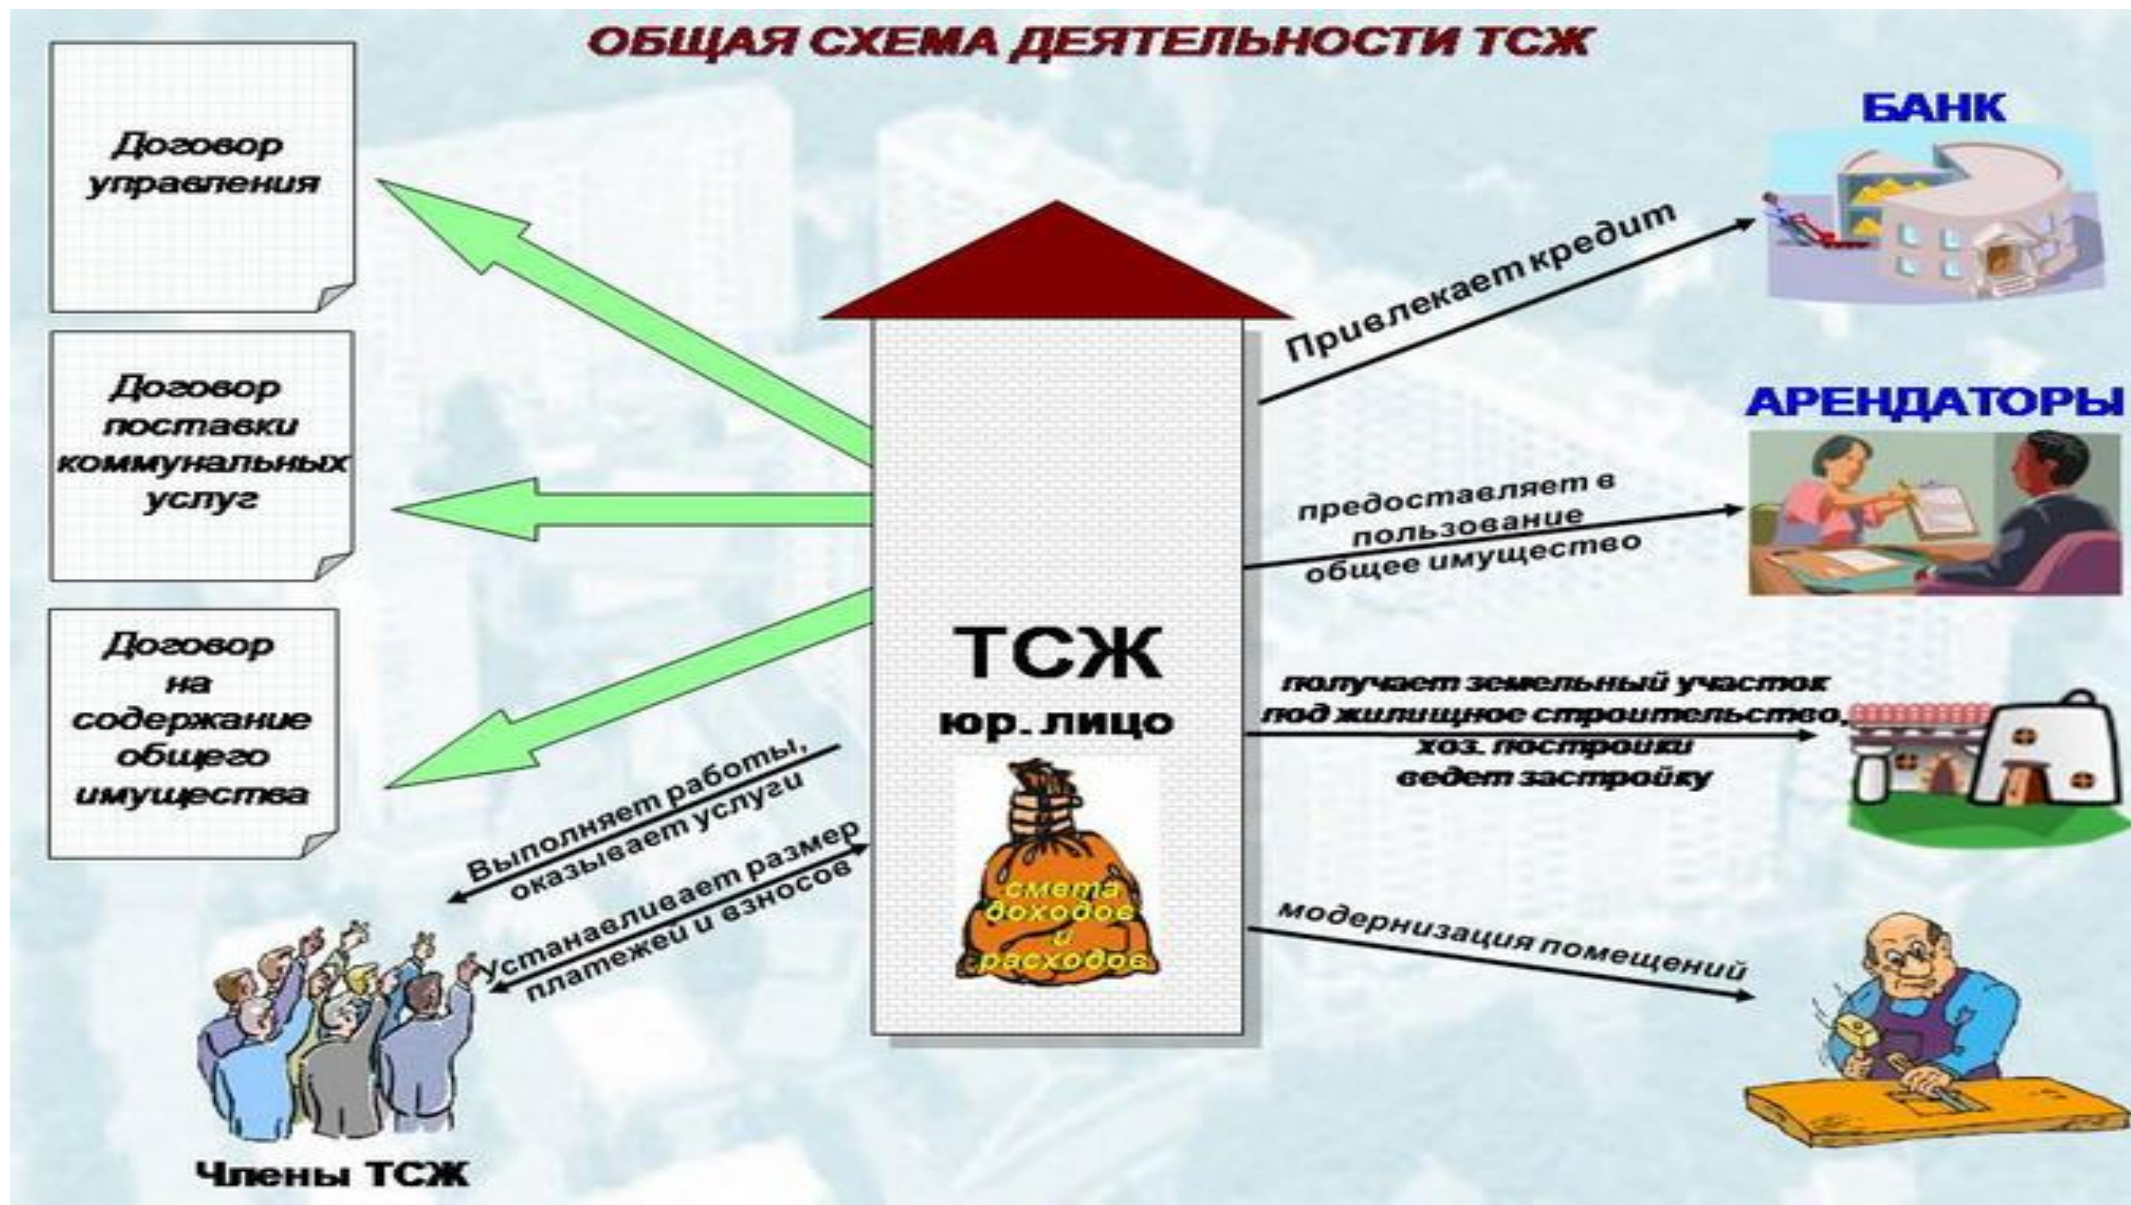 ОБЩАЯ СХЕМА ДЕЯТЕЛЬНОСТИ ТСЖ
Договор
управления
Договор
поставки
коммунальных
услуг
Договор
на
содержание
общего
имущества
Выполняет работы,
оказывает услуги
Устанавливает размер
платежей и взносов
Члены ТСЖ
ТСЖ
юр. лицо
смета
доходов
и
расходов
БАНК
Привлекает кредит
АРЕНДАТОРЫ
предоставляет в
пользование
общее имущество
получает земельный участок
под жилищное строительство,
хоз. постройки
ведет застройку
модернизация помещений